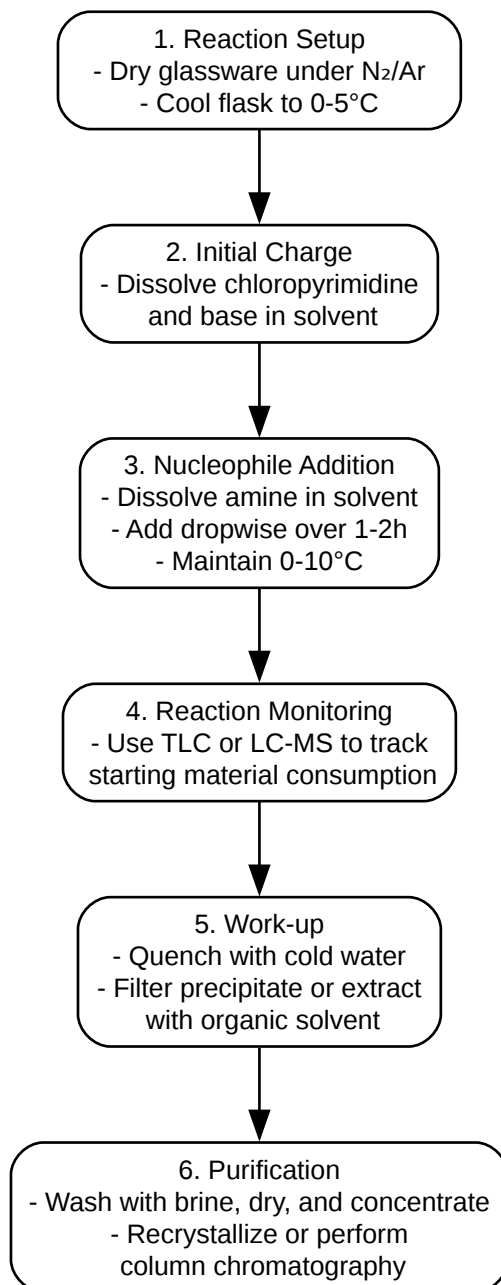 1. Reaction Setup
- Dry glassware under N₂/Ar
- Cool flask to 0-5°C
2. Initial Charge
- Dissolve chloropyrimidine
and base in solvent
3. Nucleophile Addition
- Dissolve amine in solvent
- Add dropwise over 1-2h
- Maintain 0-10°C
4. Reaction Monitoring
- Use TLC or LC-MS to track
starting material consumption
5. Work-up
- Quench with cold water
- Filter precipitate or extract
with organic solvent
6. Purification
- Wash with brine, dry, and concentrate
- Recrystallize or perform
column chromatography